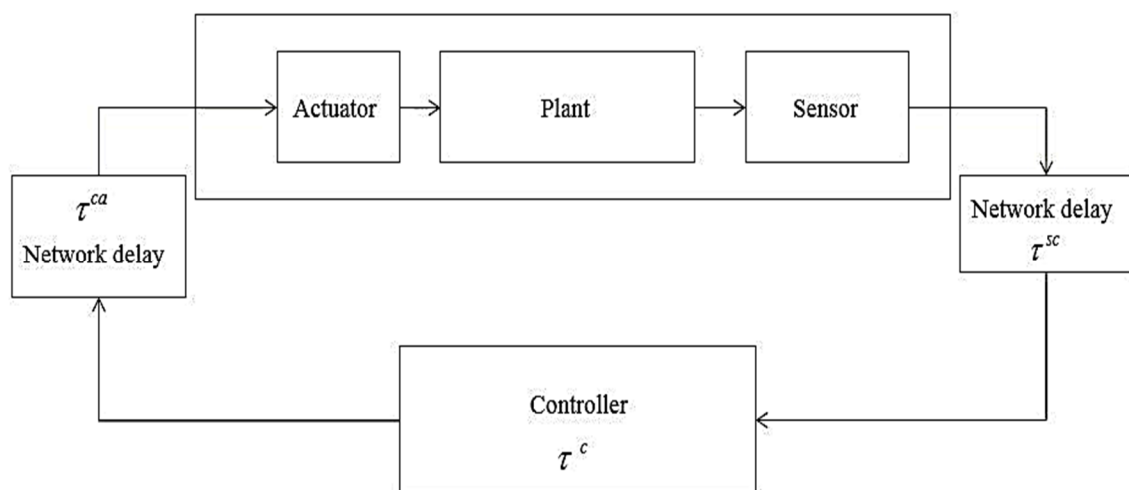 Actuator
Plant
Sensor
τ^{ca}
Network delay
Network delay
τ^{sc}
Controller
τ^{c}